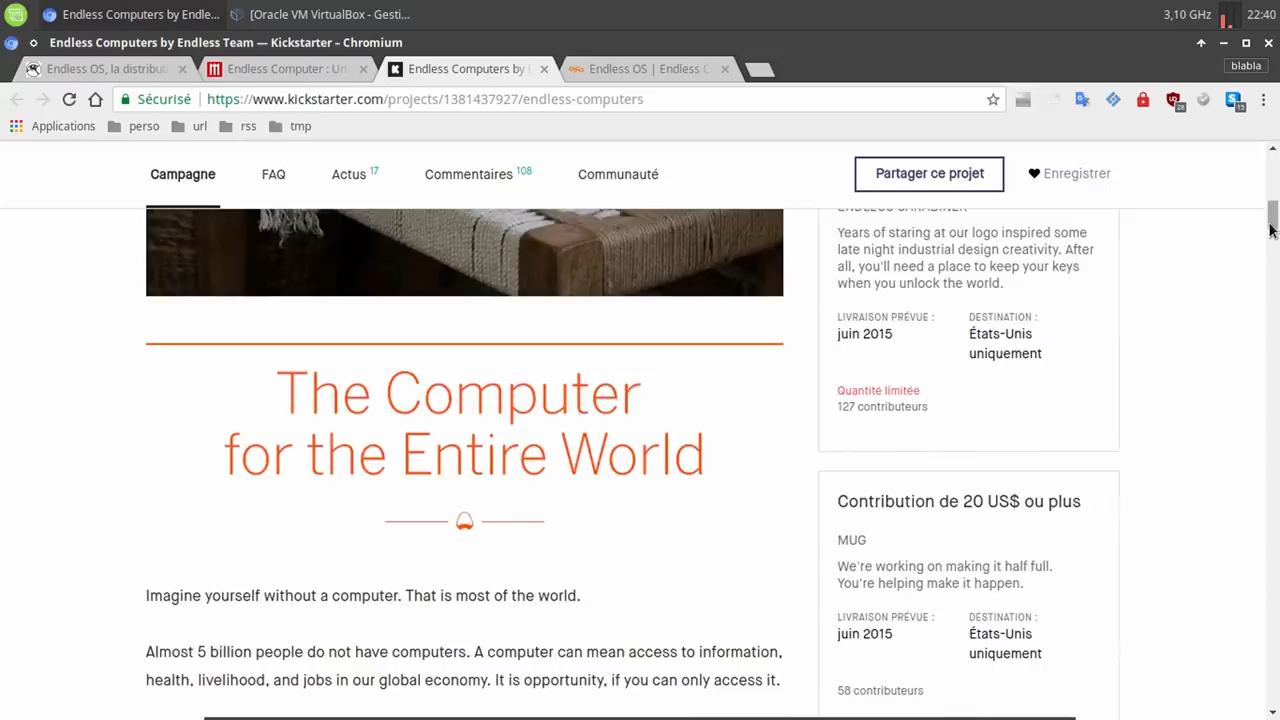 Endless Computers by Endle...
[Oracle VM VirtualBox - Gesti...
3,10 GHz
22:40
Endless Computers by Endless Team — Kickstarter – Chromium
Endless OS, la distribut
Endless Computer : Un
Endless Computers by
Endless OS | Endless C
blabla
Sécurisé
https://www.kickstarter.com/projects/1381437927/endless-computers
28
15
Applications
perso
url
rss
tmp
Campagne
FAQ
Actus 17
Commentaires 108
Communauté
Partager ce projet
Enregistrer
ENDLESS CARABINER
Years of staring at our logo inspired some
late night industrial design creativity. After
all, you'll need a place to keep your keys
when you unlock the world.
LIVRAISON PRÉVUE :
juin 2015
DESTINATION :
États-Unis
uniquement
Quantité limitée
127 contributeurs
The Computer
for the Entire World
Imagine yourself without a computer. That is most of the world.
Almost 5 billion people do not have computers. A computer can mean access to information,
health, livelihood, and jobs in our global economy. It is opportunity, if you can only access it.
Contribution de 20 US$ ou plus
MUG
We're working on making it half full.
You're helping make it happen.
LIVRAISON PRÉVUE :
juin 2015
DESTINATION :
États-Unis
uniquement
58 contributeurs